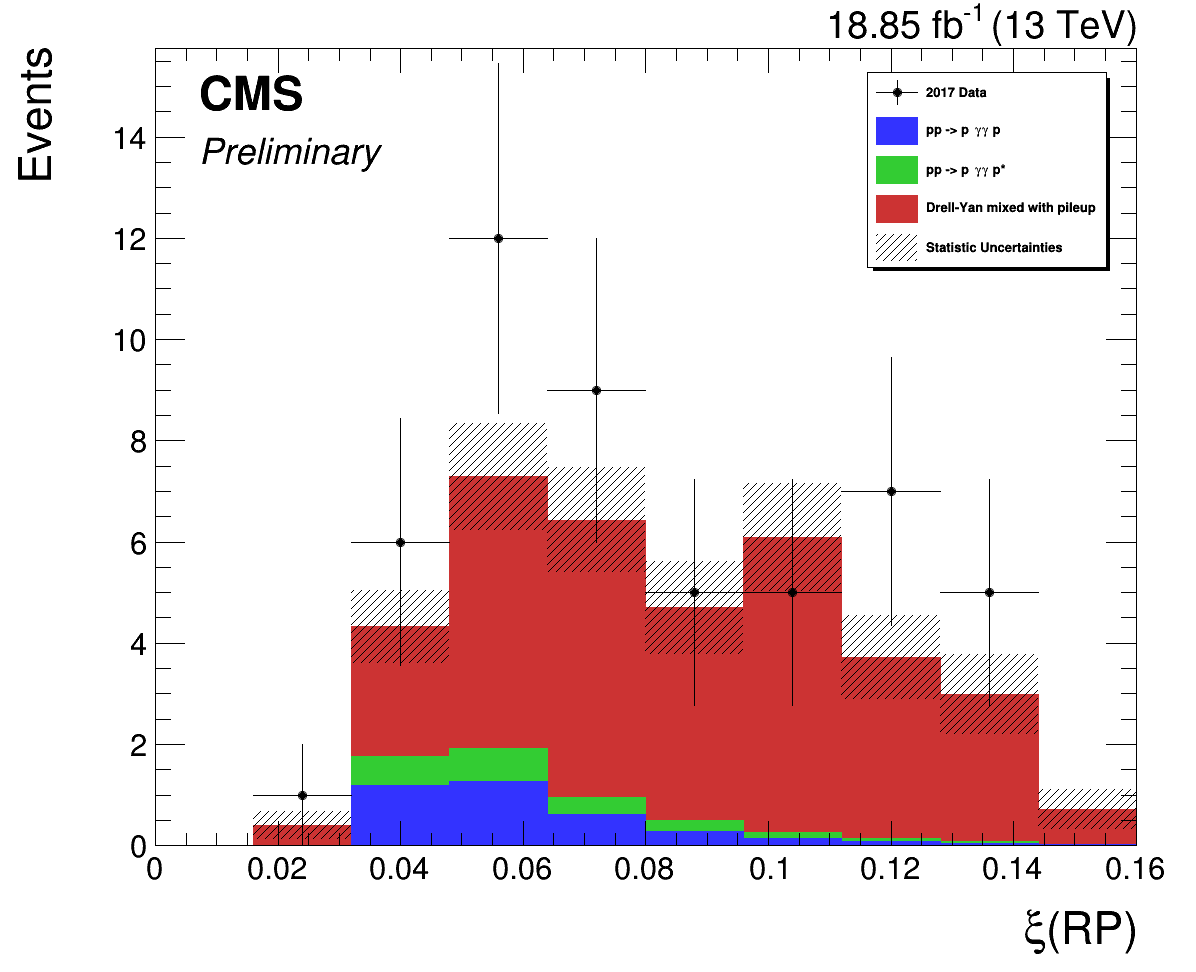 18.85 fb⁻¹ (13 TeV)
Events
CMS
Preliminary
2017 Data
pp -> p γγ p
pp -> p γγ p*
Drell-Yan mixed with pileup
Statistic Uncertainties
14
12
10
8
6
4
2
0
0 0.02 0.04 0.06 0.08 0.1 0.12 0.14 0.16
ξ(RP)